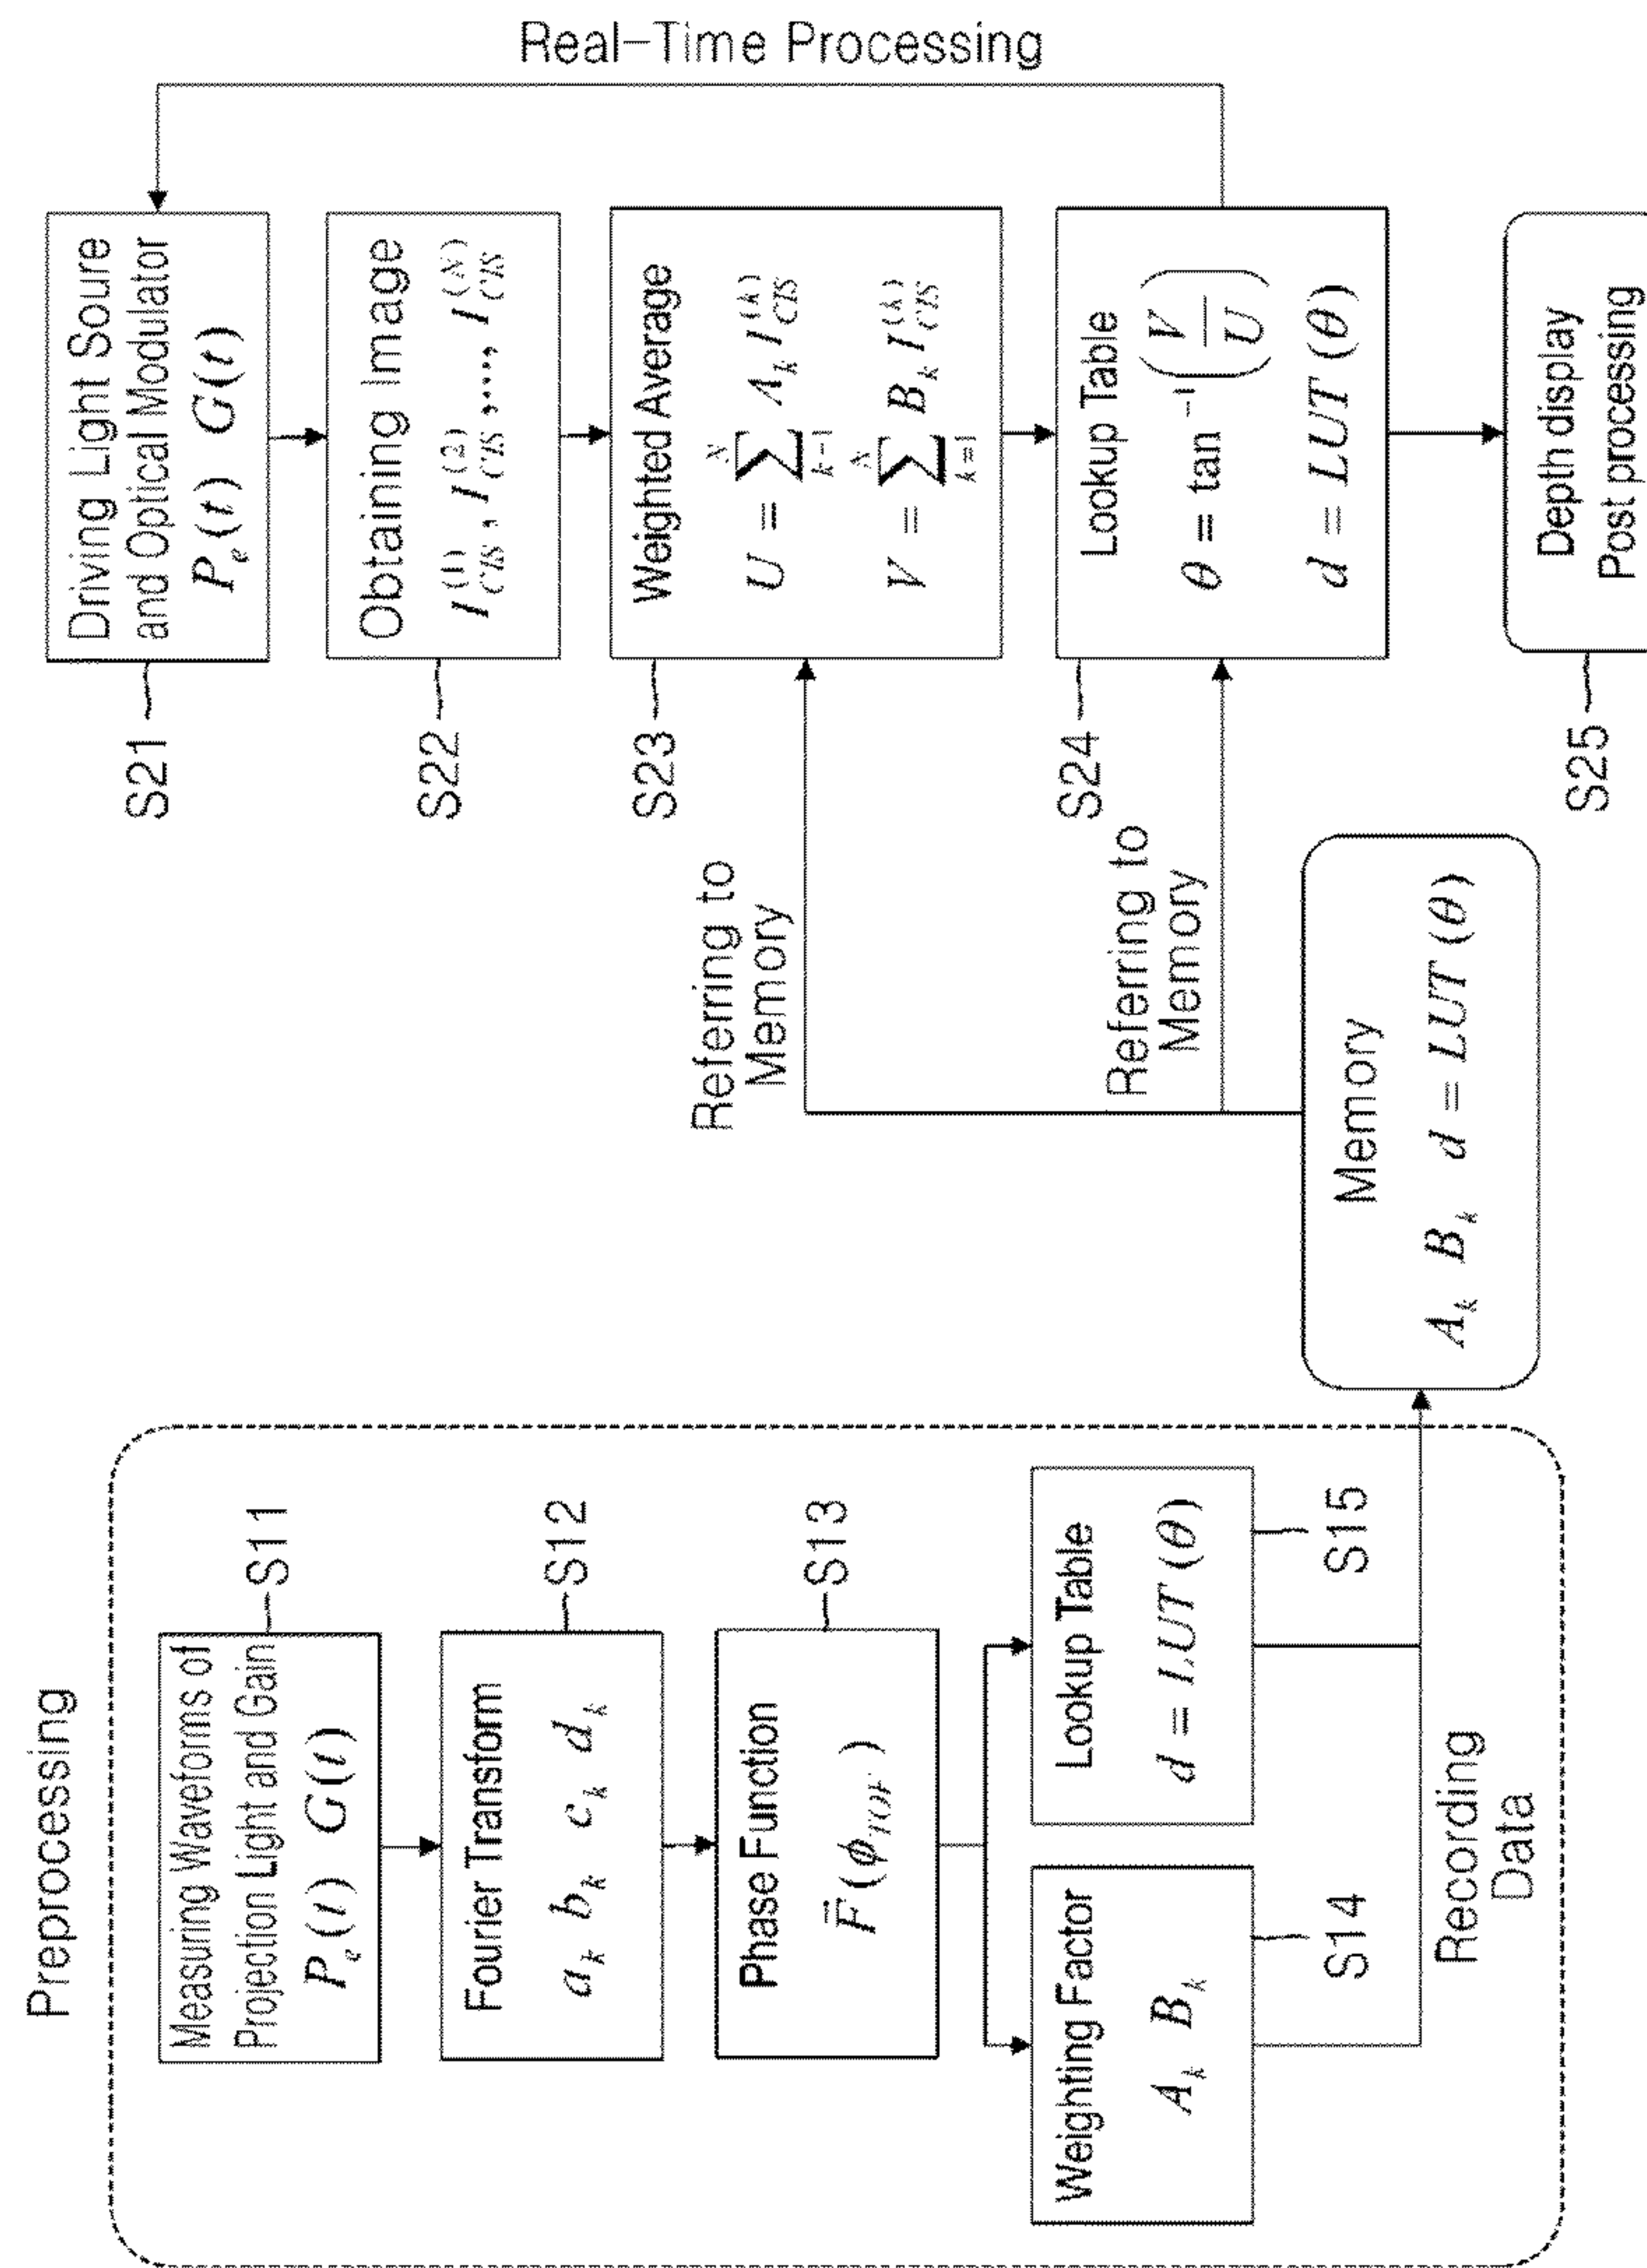 Preprocessing
Measuring Waveforms of
Projection Light and Gain
P_e(t) G(t)
S11
Fourier Transform
a_k b_k c_k d_k
S12
Phase Function
F̅(ϕ_TOF)
S13
Weighting Factor
A_k B_k
S14
Lookup Table
d = LUT (θ)
S15
Recording
Data
Memory
A_k B_k d = LUT (θ)
Referring to
Memory
Referring to
Memory
Real-Time Processing
S21
Driving Light Soure
and Optical Modulator
P_e(t) G(t)
S22
Obtaining Image
I_CIS^(1), I_CIS^(2), ..., I_CIS^(N)
S23
Weighted Average
U = ∑_{k=1}^{N} A_k I_CIS^(k)
V = ∑_{k=1}^{N} B_k I_CIS^(k)
S24
Lookup Table
θ = tan^-1 (V/U)
d = LUT (θ)
S25
Depth display
Post processing